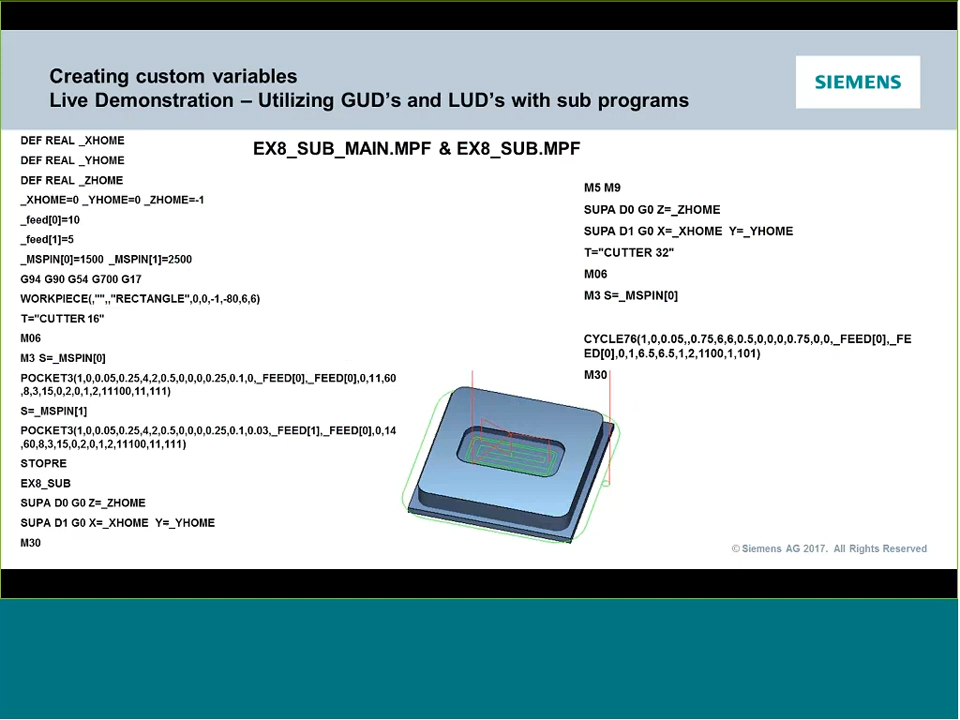 Creating custom variables
Live Demonstration – Utilizing GUD’s and LUD’s with sub programs
SIEMENS
EX8_SUB_MAIN.MPF & EX8_SUB.MPF
DEF REAL _XHOME
DEF REAL _YHOME
DEF REAL _ZHOME
_XHOME=0 _YHOME=0 _ZHOME=-1
_feed[0]=10
_feed[1]=5
_MSPIN[0]=1500 _MSPIN[1]=2500
G94 G90 G54 G700 G17
WORKPIECE(,"",,"RECTANGLE",0,0,-1,-80,6,6)
T="CUTTER 16"
M06
M3 S=_MSPIN[0]
POCKET3(1,0,0.05,0.25,4,2,0.5,0,0,0,0.25,0.1,0,_FEED[0],_FEED[0],0,11,60
,8,3,15,0,2,0,1,2,11100,11,111)
S=_MSPIN[1]
POCKET3(1,0,0.05,0.25,4,2,0.5,0,0,0,0.25,0.1,0.03,_FEED[1],_FEED[0],0,14
,60,8,3,15,0,2,0,1,2,11100,11,111)
STOPRE
EX8_SUB
SUPA D0 G0 Z=_ZHOME
SUPA D1 G0 X=_XHOME Y=_YHOME
M30
M5 M9
SUPA D0 G0 Z=_ZHOME
SUPA D1 G0 X=_XHOME Y=_YHOME
T="CUTTER 32"
M06
M3 S=_MSPIN[0]
CYCLE76(1,0,0.05,,0.75,6,6,0.5,0,0,0,0.75,0,0,_FEED[0],_FE
ED[0],0,1,6.5,6.5,1,2,1100,1,101)
M30
© Siemens AG 2017. All Rights Reserved